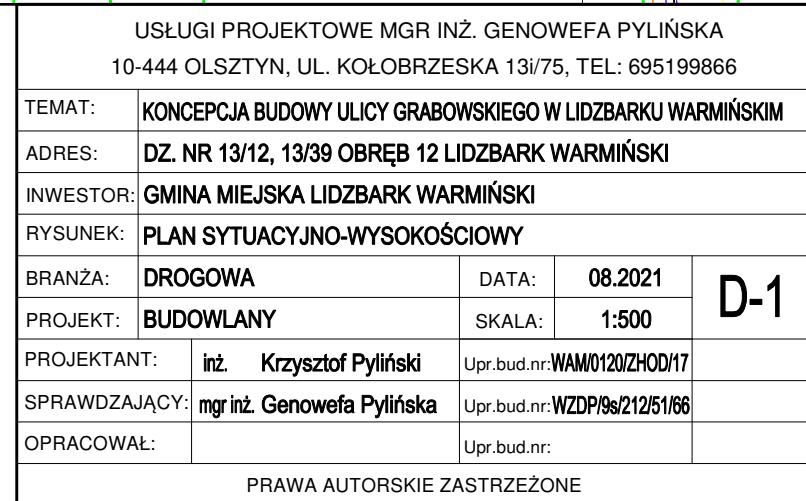 USŁUGI PROJEKTOWE MGR INŻ. GENOWEFA PYLIŃSKA
10-444 OLSZTYN, UL. KOŁOBRZESKA 13i/75, TEL: 695199866
TEMAT: KONCEPCJA BUDOWY ULICY GRABOWSKIEGO W LIDZBARKU WARMIŃSKIM
ADRES: DZ. NR 13/12, 13/39 OBRĘB 12 LIDZBARK WARMIŃSKI
INWESTOR: GMINA MIEJSKA LIDZBARK WARMIŃSKI
RYSUNEK: PLAN SYTUACYJNO-WYSOKOŚCIOWY
BRANŻA: DROGOWA DATA: 08.2021 D-1
PROJEKT: BUDOWLANY SKALA: 1:500
PROJEKTANT: inż. Krzysztof Pyliński Upr.bud.nr: WAM/0120/ZHOD/17
SPRAWDZAJĄCY: mgr inż. Genowefa Pylińska Upr.bud.nr: WZDP/9s/212/51/66
OPRACOWAŁ: Upr.bud.nr:
PRAWA AUTORSKIE ZASTRZEŻONE